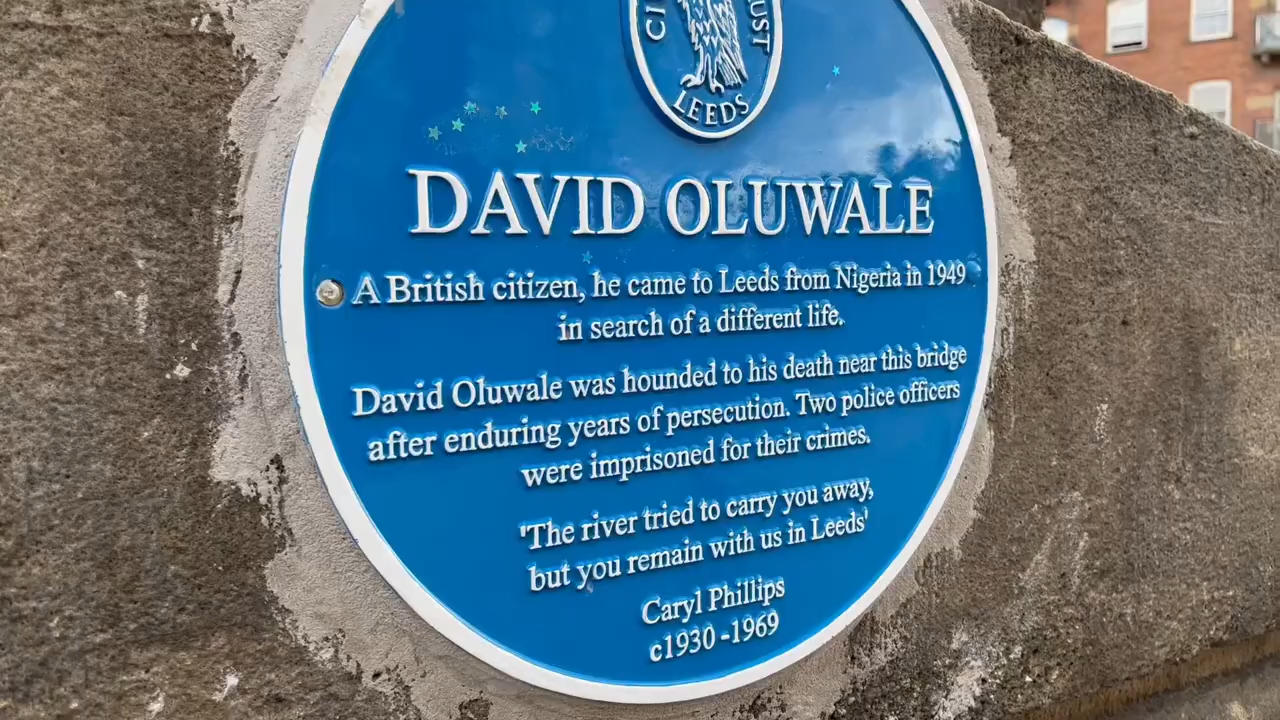 LEEDS
DAVID OLUWALE
A British citizen, he came to Leeds from Nigeria in 1949
in search of a different life.
David Oluwale was hounded to his death near this bridge
after enduring years of persecution. Two police officers
were imprisoned for their crimes.
'The river tried to carry you away,
but you remain with us in Leeds'
Caryl Phillips
c1930 -1969